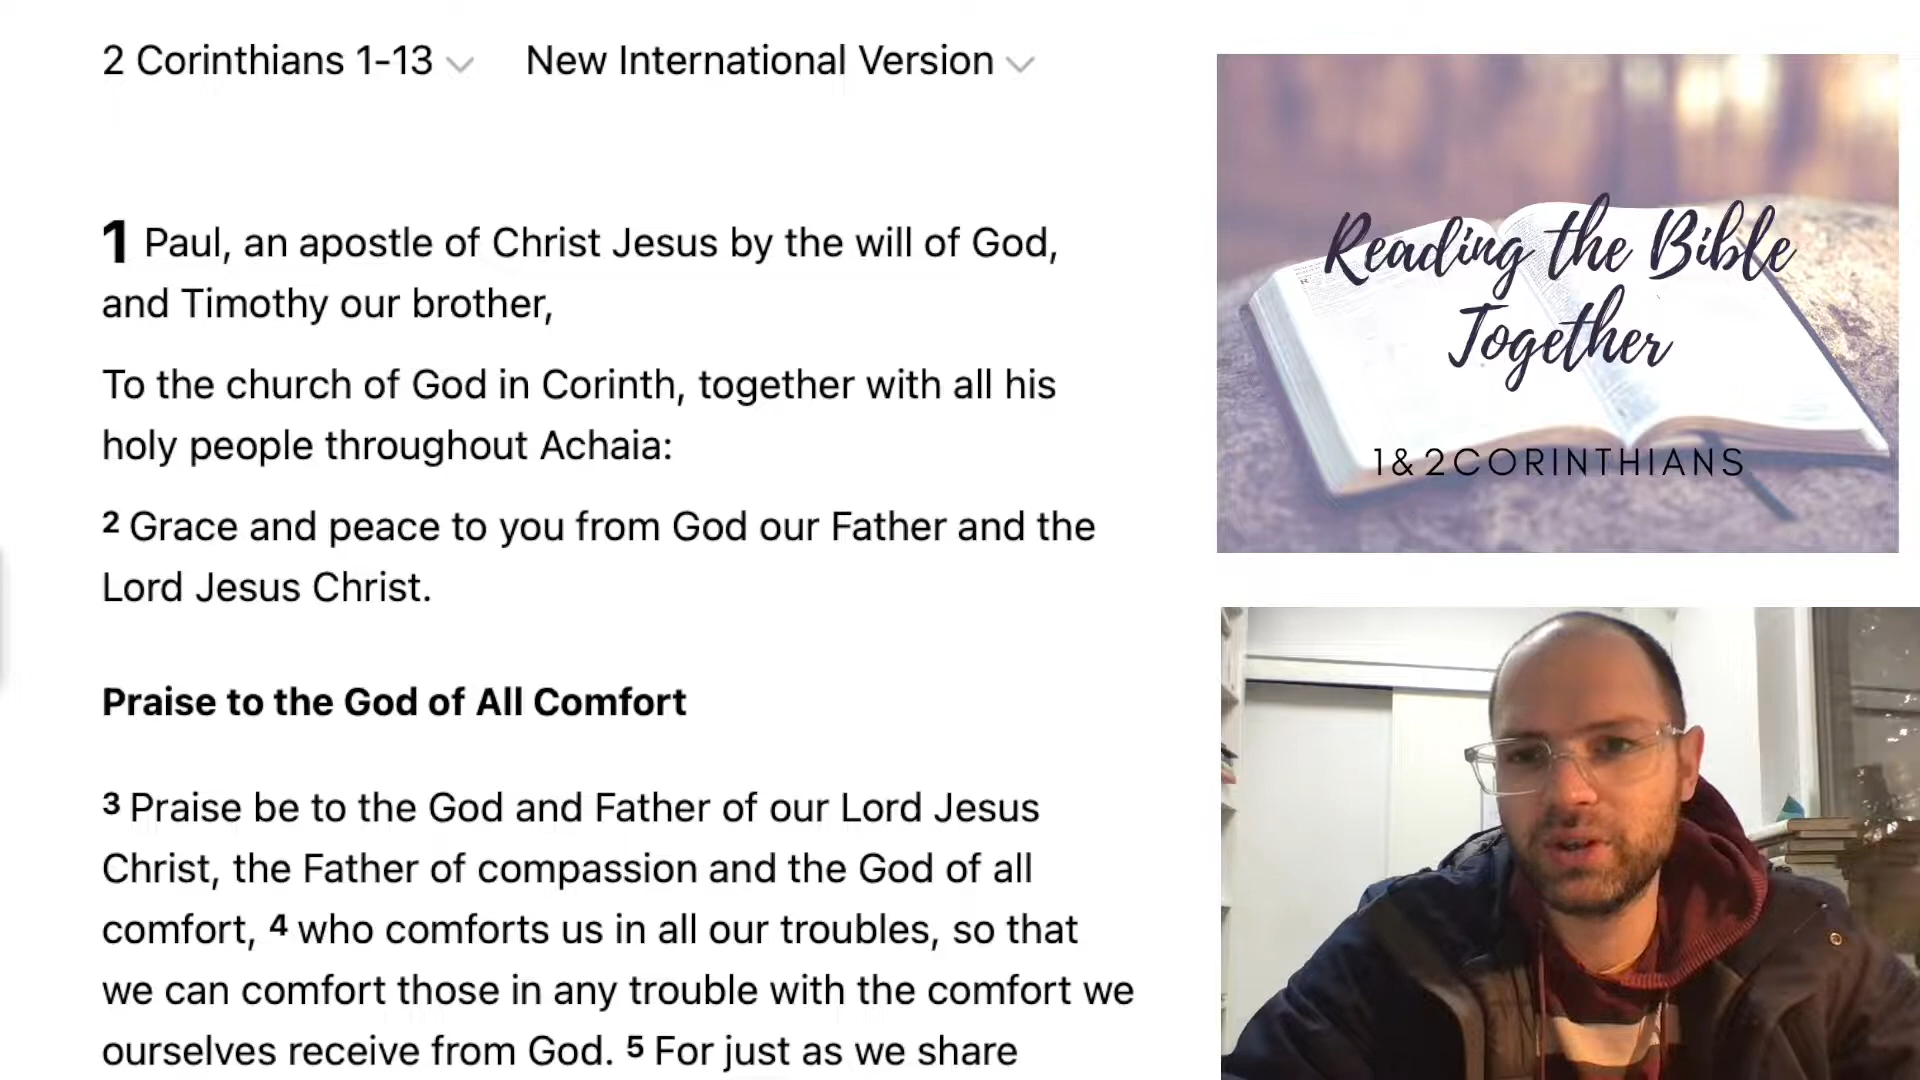 2 Corinthians 1-13
New International Version
1 Paul, an apostle of Christ Jesus by the will of God,
and Timothy our brother,
To the church of God in Corinth, together with all his
holy people throughout Achaia:
2 Grace and peace to you from God our Father and the
Lord Jesus Christ.
Praise to the God of All Comfort
3 Praise be to the God and Father of our Lord Jesus
Christ, the Father of compassion and the God of all
comfort, 4 who comforts us in all our troubles, so that
we can comfort those in any trouble with the comfort we
ourselves receive from God. 5 For just as we share
Reading the Bible
Together
1 & 2 CORINTHIANS